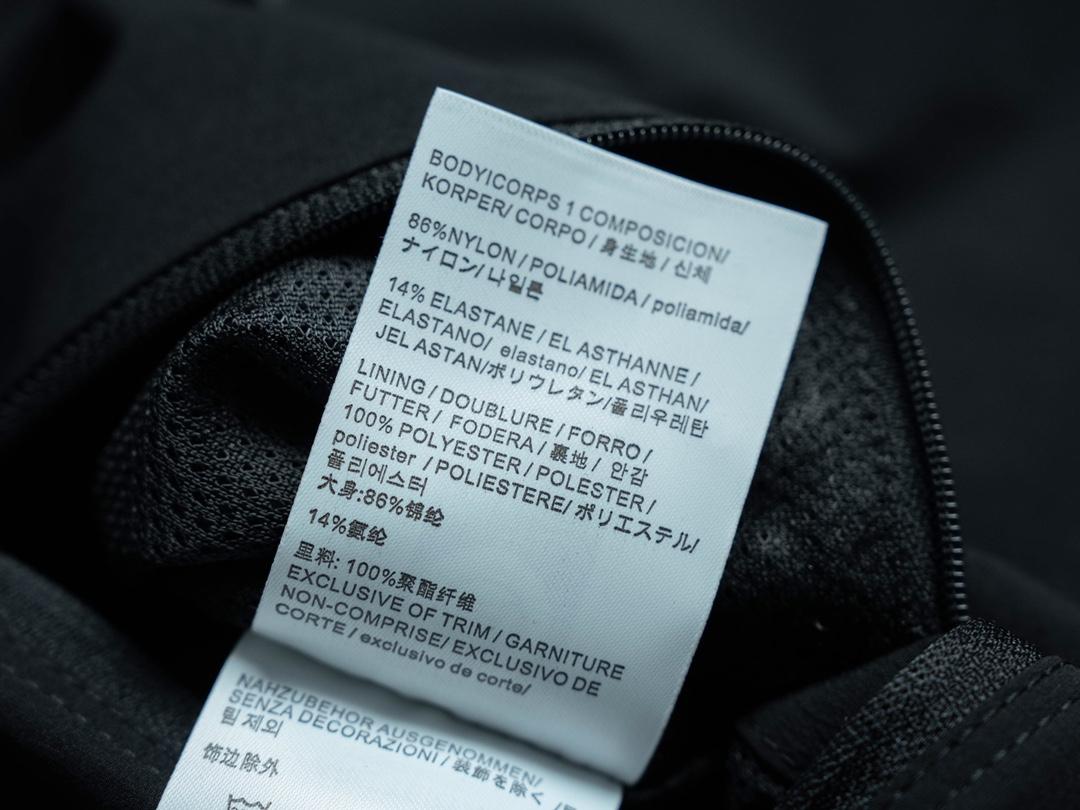 BODYICORPS 1 COMPOSICION/
KORPER/ CORPO / 身生地 / 신체
86%NYLON / POLIAMIDA / poliamida/
ナイロン/ 나일론
14% ELASTANE / EL ASTHANNE /
ELASTANO/ elastano/ EL ASTHAN/
JEL ASTAN/ポリウレタン/폴리우레탄
LINING / DOUBLURE / FORRO /
FUTTER / FODERA / 裏地 / 안감
100% POLYESTER / POLESTER /
poliester / POLIESTERE/ ポリエステル/
폴리에스터
大身:86%锦纶
14%氨纶
里料: 100%聚酯纤维
EXCLUSIVE OF TRIM / GARNITURE
NON-COMPRISE/ EXCLUSIVO DE
CORTE / exclusivo de corte/
NAHZUBEHOR AUSGENOMMEN/
SENZA DECORAZIONI / 装飾を除く /
림 제외
饰边除外